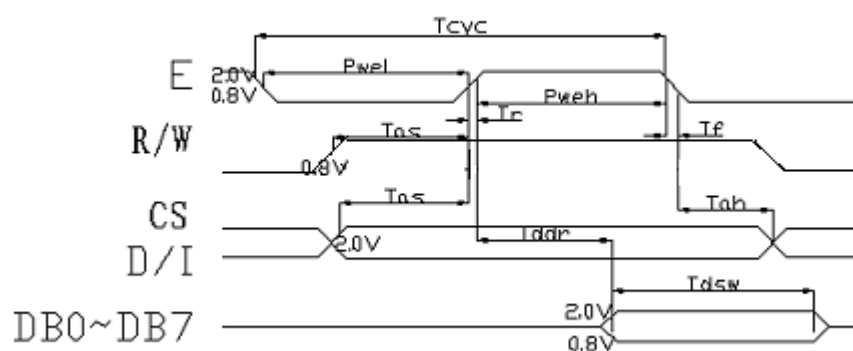 Tcyc
E
2.0V
0.8V
Pwel
Pweh
Tr
Tf
R/W
Tas
0.8V
CS
Tas
Tah
D/I
2.0V
Tddr
Tdsw
DB0~DB7
2.0V
0.8V